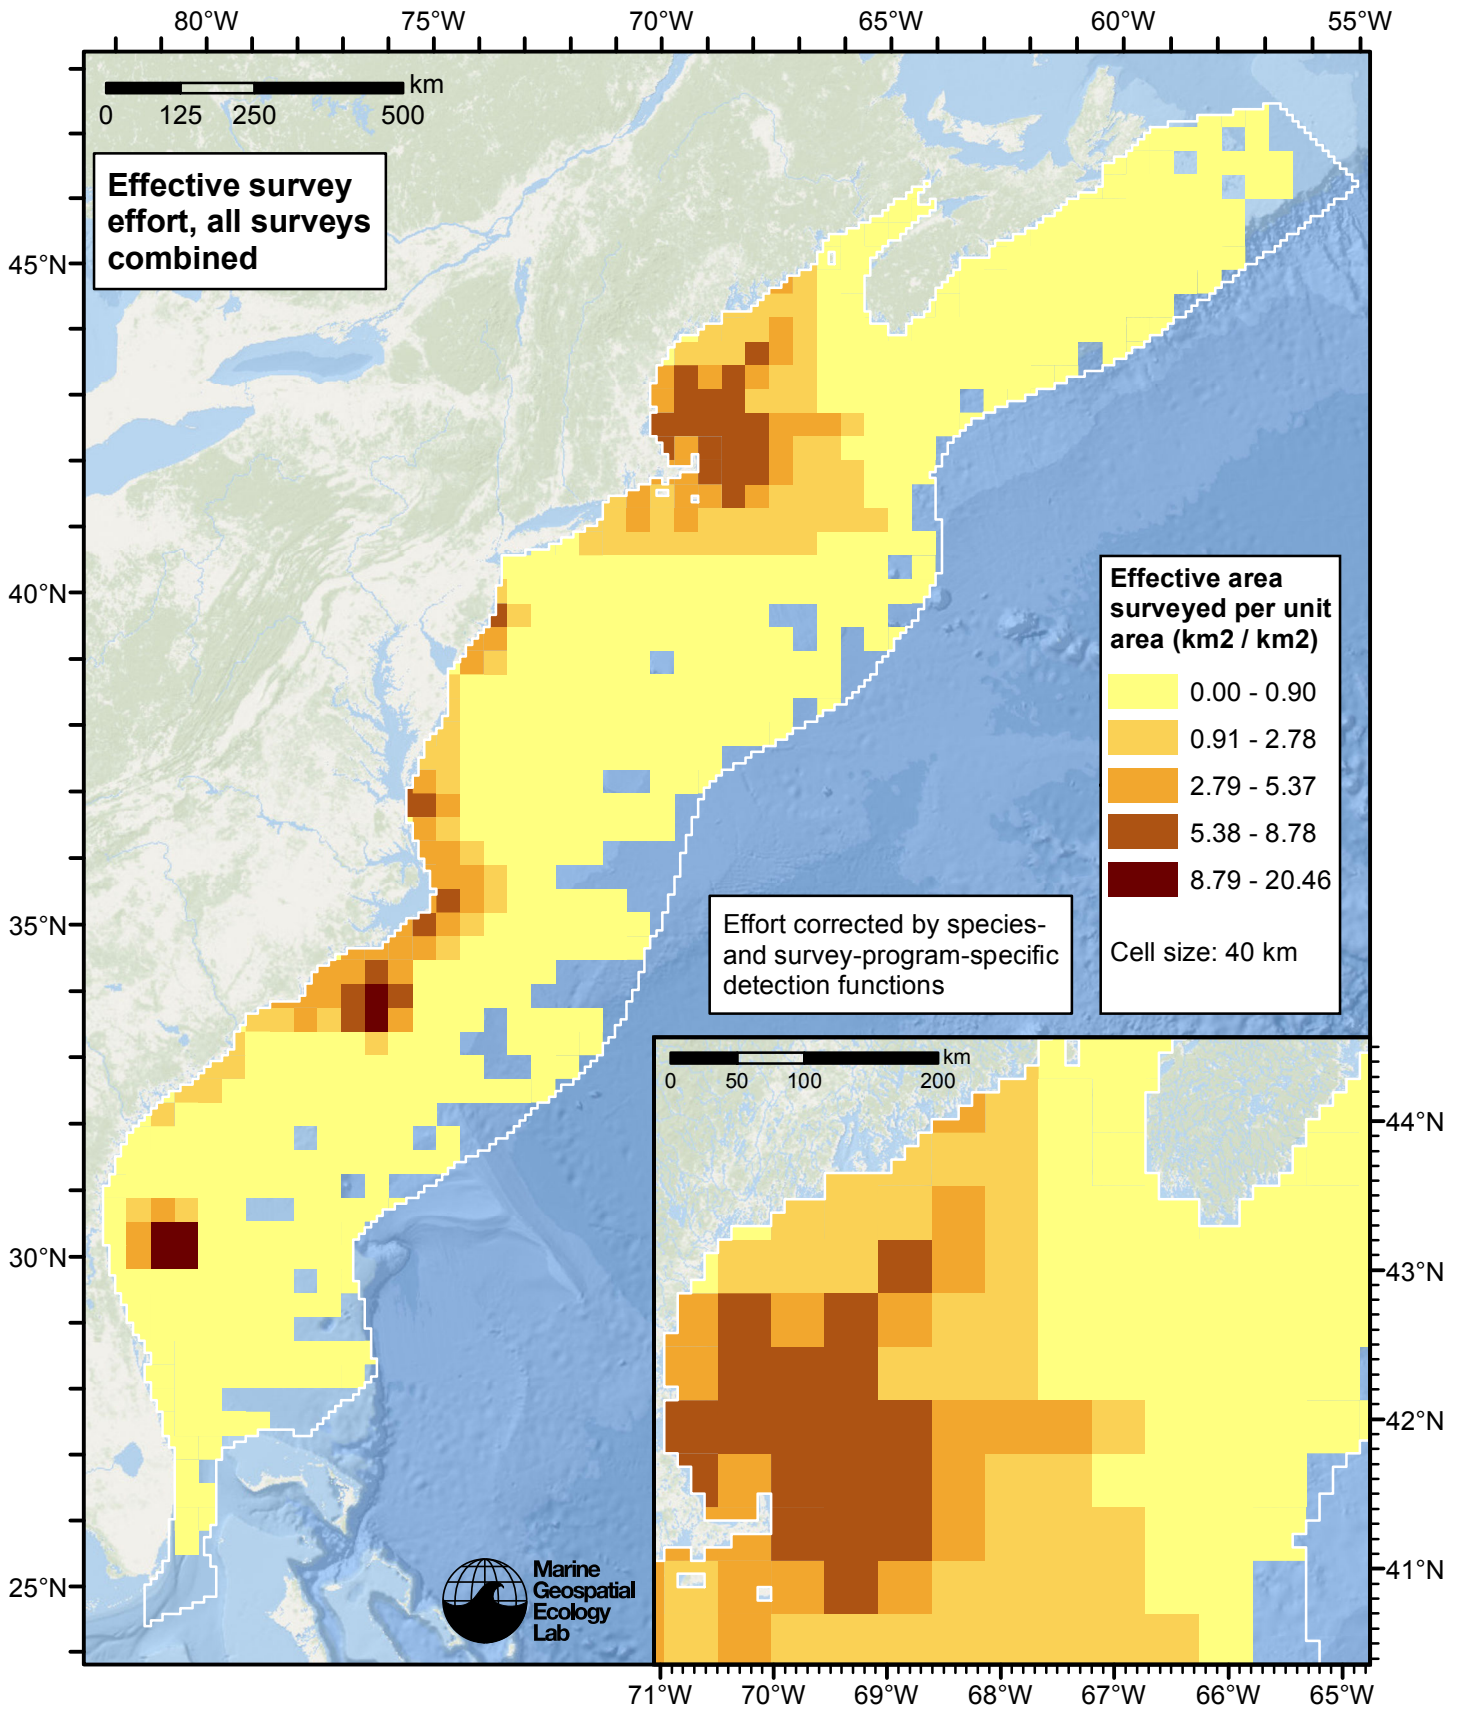 80°W 75°W 70°W 65°W 60°W 55°W
km
0 125 250 500
Effective survey
effort, all surveys
combined
45°N
40°N
35°N
30°N
25°N
Effective area
surveyed per unit
area (km2 / km2)
0.00 - 0.90
0.91 - 2.78
2.79 - 5.37
5.38 - 8.78
8.79 - 20.46
Cell size: 40 km
Effort corrected by species-
and survey-program-specific
detection functions
km
0 50 100 200
44°N
43°N
42°N
41°N
Marine
Geospatial
Ecology
Lab
71°W 70°W 69°W 68°W 67°W 66°W 65°W